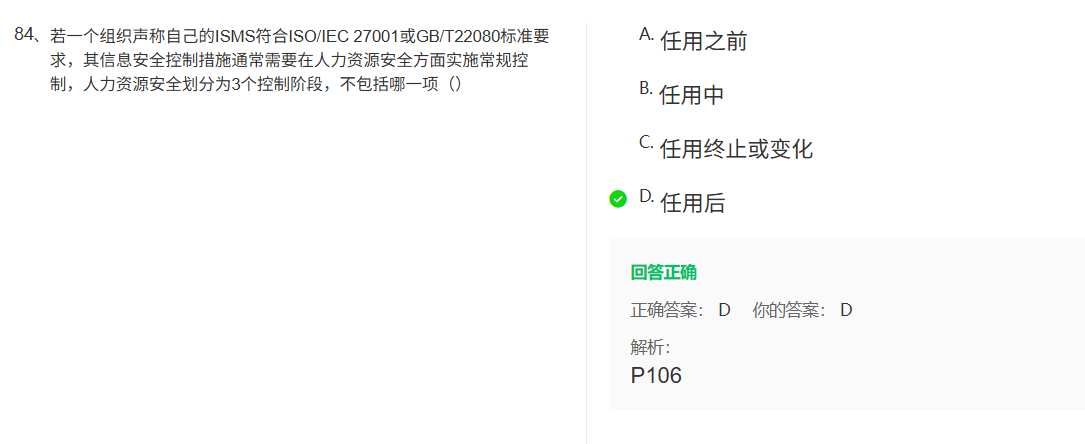 84、若一个组织声称自己的ISMS符合ISO/IEC 27001或GB/T22080标准要
求，其信息安全控制措施通常需要在人力资源安全方面实施常规控
制，人力资源安全划分为3个控制阶段，不包括哪一项（）
A. 任用之前
B. 任用中
C. 任用终止或变化
D. 任用后
回答正确
正确答案： D 你的答案： D
解析：
P106